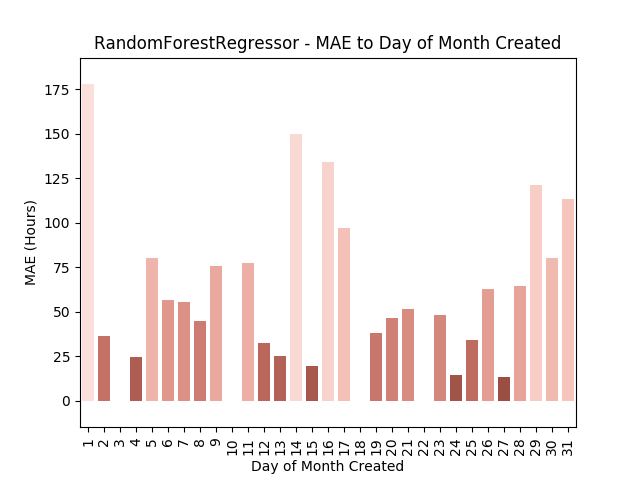 RandomForestRegressor - MAE to Day of Month Created
MAE (Hours)
175
150
125
100
75
50
25
0
1 2 3 4 5 6 7 8 9 10 11 12 13 14 15 16 17 18 19 20 21 22 23 24 25 26 27 28 29 30 31
Day of Month Created